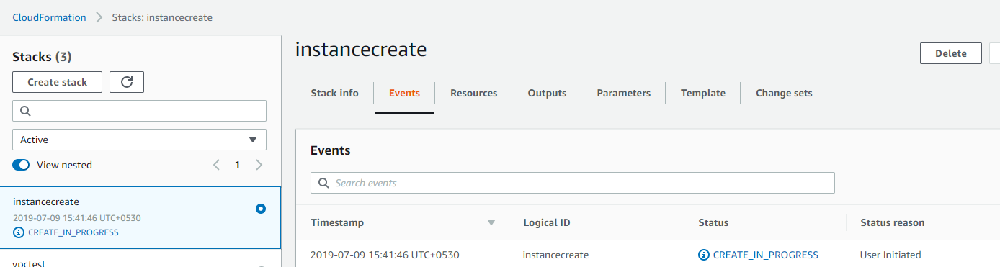 CloudFormation > Stacks: instancecreate
Stacks (3)
Create stack
Active
View nested
1
instancecreate
2019-07-09 15:41:46 UTC+0530
CREATE_IN_PROGRESS
vpctest
instancecreate
Delete
Stack info Events Resources Outputs Parameters Template Change sets
Events
Search events
Timestamp Logical ID Status Status reason
2019-07-09 15:41:46 UTC+0530 instancecreate CREATE_IN_PROGRESS User Initiated